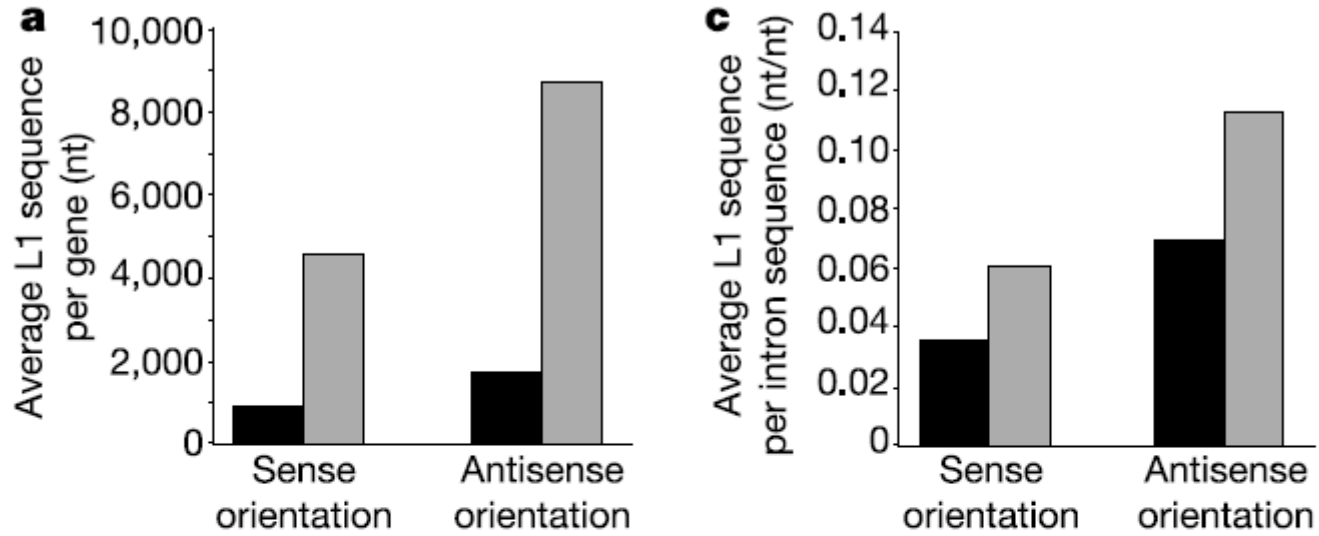 a
Average L1 sequence
per gene (nt)
10,000
8,000
6,000
4,000
2,000
0
Sense
orientation
Antisense
orientation
c
Average L1 sequence
per intron sequence (nt/nt)
0.14
0.12
0.10
0.08
0.06
0.04
0.02
0
Sense
orientation
Antisense
orientation